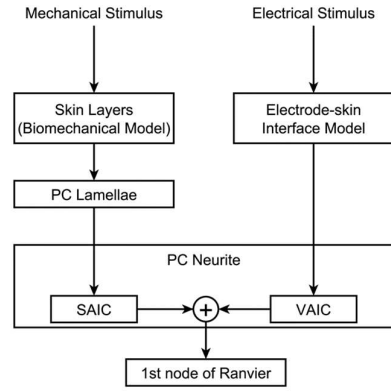 Mechanical Stimulus
Electrical Stimulus
Skin Layers
(Biomechanical Model)
Electrode-skin
Interface Model
PC Lamellae
PC Neurite
SAIC
+
VAIC
1st node of Ranvier